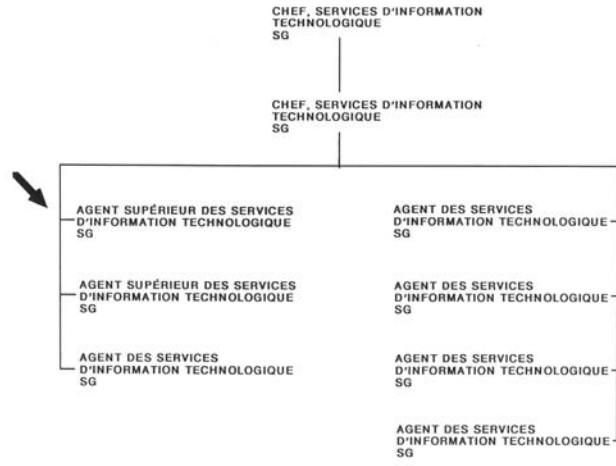 CHEF, SERVICES D'INFORMATION
TECHNOLOGIQUE
SG
CHEF, SERVICES D'INFORMATION
TECHNOLOGIQUE
SG
AGENT SUPÉRIEUR DES SERVICES
D'INFORMATION TECHNOLOGIQUE
SG
AGENT SUPÉRIEUR DES SERVICES
D'INFORMATION TECHNOLOGIQUE
SG
AGENT DES SERVICES
D'INFORMATION TECHNOLOGIQUE
SG
AGENT DES SERVICES
D'INFORMATION TECHNOLOGIQUE
SG
AGENT DES SERVICES
D'INFORMATION TECHNOLOGIQUE
SG
AGENT DES SERVICES
D'INFORMATION TECHNOLOGIQUE
SG
AGENT DES SERVICES
D'INFORMATION TECHNOLOGIQUE
SG